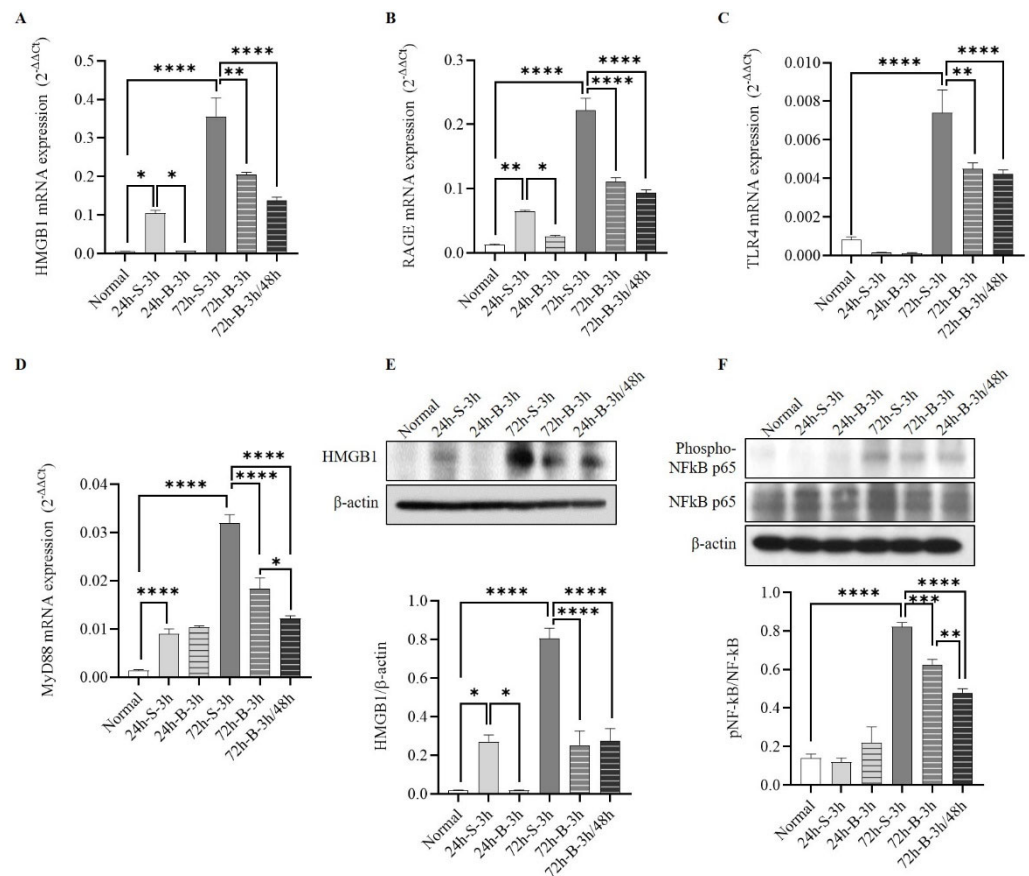 A
HMGB1 mRNA expression (2^-ΔΔCt)
0.5
0.4
0.3
0.2
0.1
0.0
****
****
**
*
*
Normal
24h-S-3h
24h-B-3h
72h-S-3h
72h-B-3h
72h-B-3h/48h
B
RAGE mRNA expression (2^-ΔΔCt)
0.3
0.2
0.1
0.0
****
****
****
**
*
Normal
24h-S-3h
24h-B-3h
72h-S-3h
72h-B-3h
72h-B-3h/48h
C
TLR4 mRNA expression (2^-ΔΔCt)
0.010
0.008
0.006
0.004
0.002
0.000
****
****
**
Normal
24h-S-3h
24h-B-3h
72h-S-3h
72h-B-3h
72h-B-3h/48h
D
MyD88 mRNA expression (2^-ΔΔCt)
0.04
0.03
0.02
0.01
0.00
****
****
****
*
****
Normal
24h-S-3h
24h-B-3h
72h-S-3h
72h-B-3h
72h-B-3h/48h
E
Normal
24h-S-3h
24h-B-3h
72h-S-3h
72h-B-3h
24h-B-3h/48h
HMGB1
β-actin
HMGB1/β-actin
0.8
0.6
0.4
0.2
0.0
****
****
****
*
*
Normal
24h-S-3h
24h-B-3h
72h-S-3h
72h-B-3h
72h-B-3h/48h
F
Normal
24h-S-3h
24h-B-3h
72h-S-3h
72h-B-3h
24h-B-3h/48h
Phospho-
NFkB p65
NFkB p65
β-actin
pNF-kB/NF-kB
1.0
0.8
0.6
0.4
0.2
0.0
****
****
***
**
Normal
24h-S-3h
24h-B-3h
72h-S-3h
72h-B-3h
72h-B-3h/48h